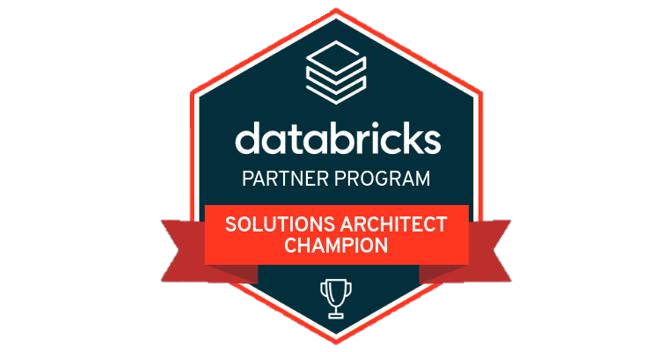 databricks
PARTNER PROGRAM
SOLUTIONS ARCHITECT
CHAMPION